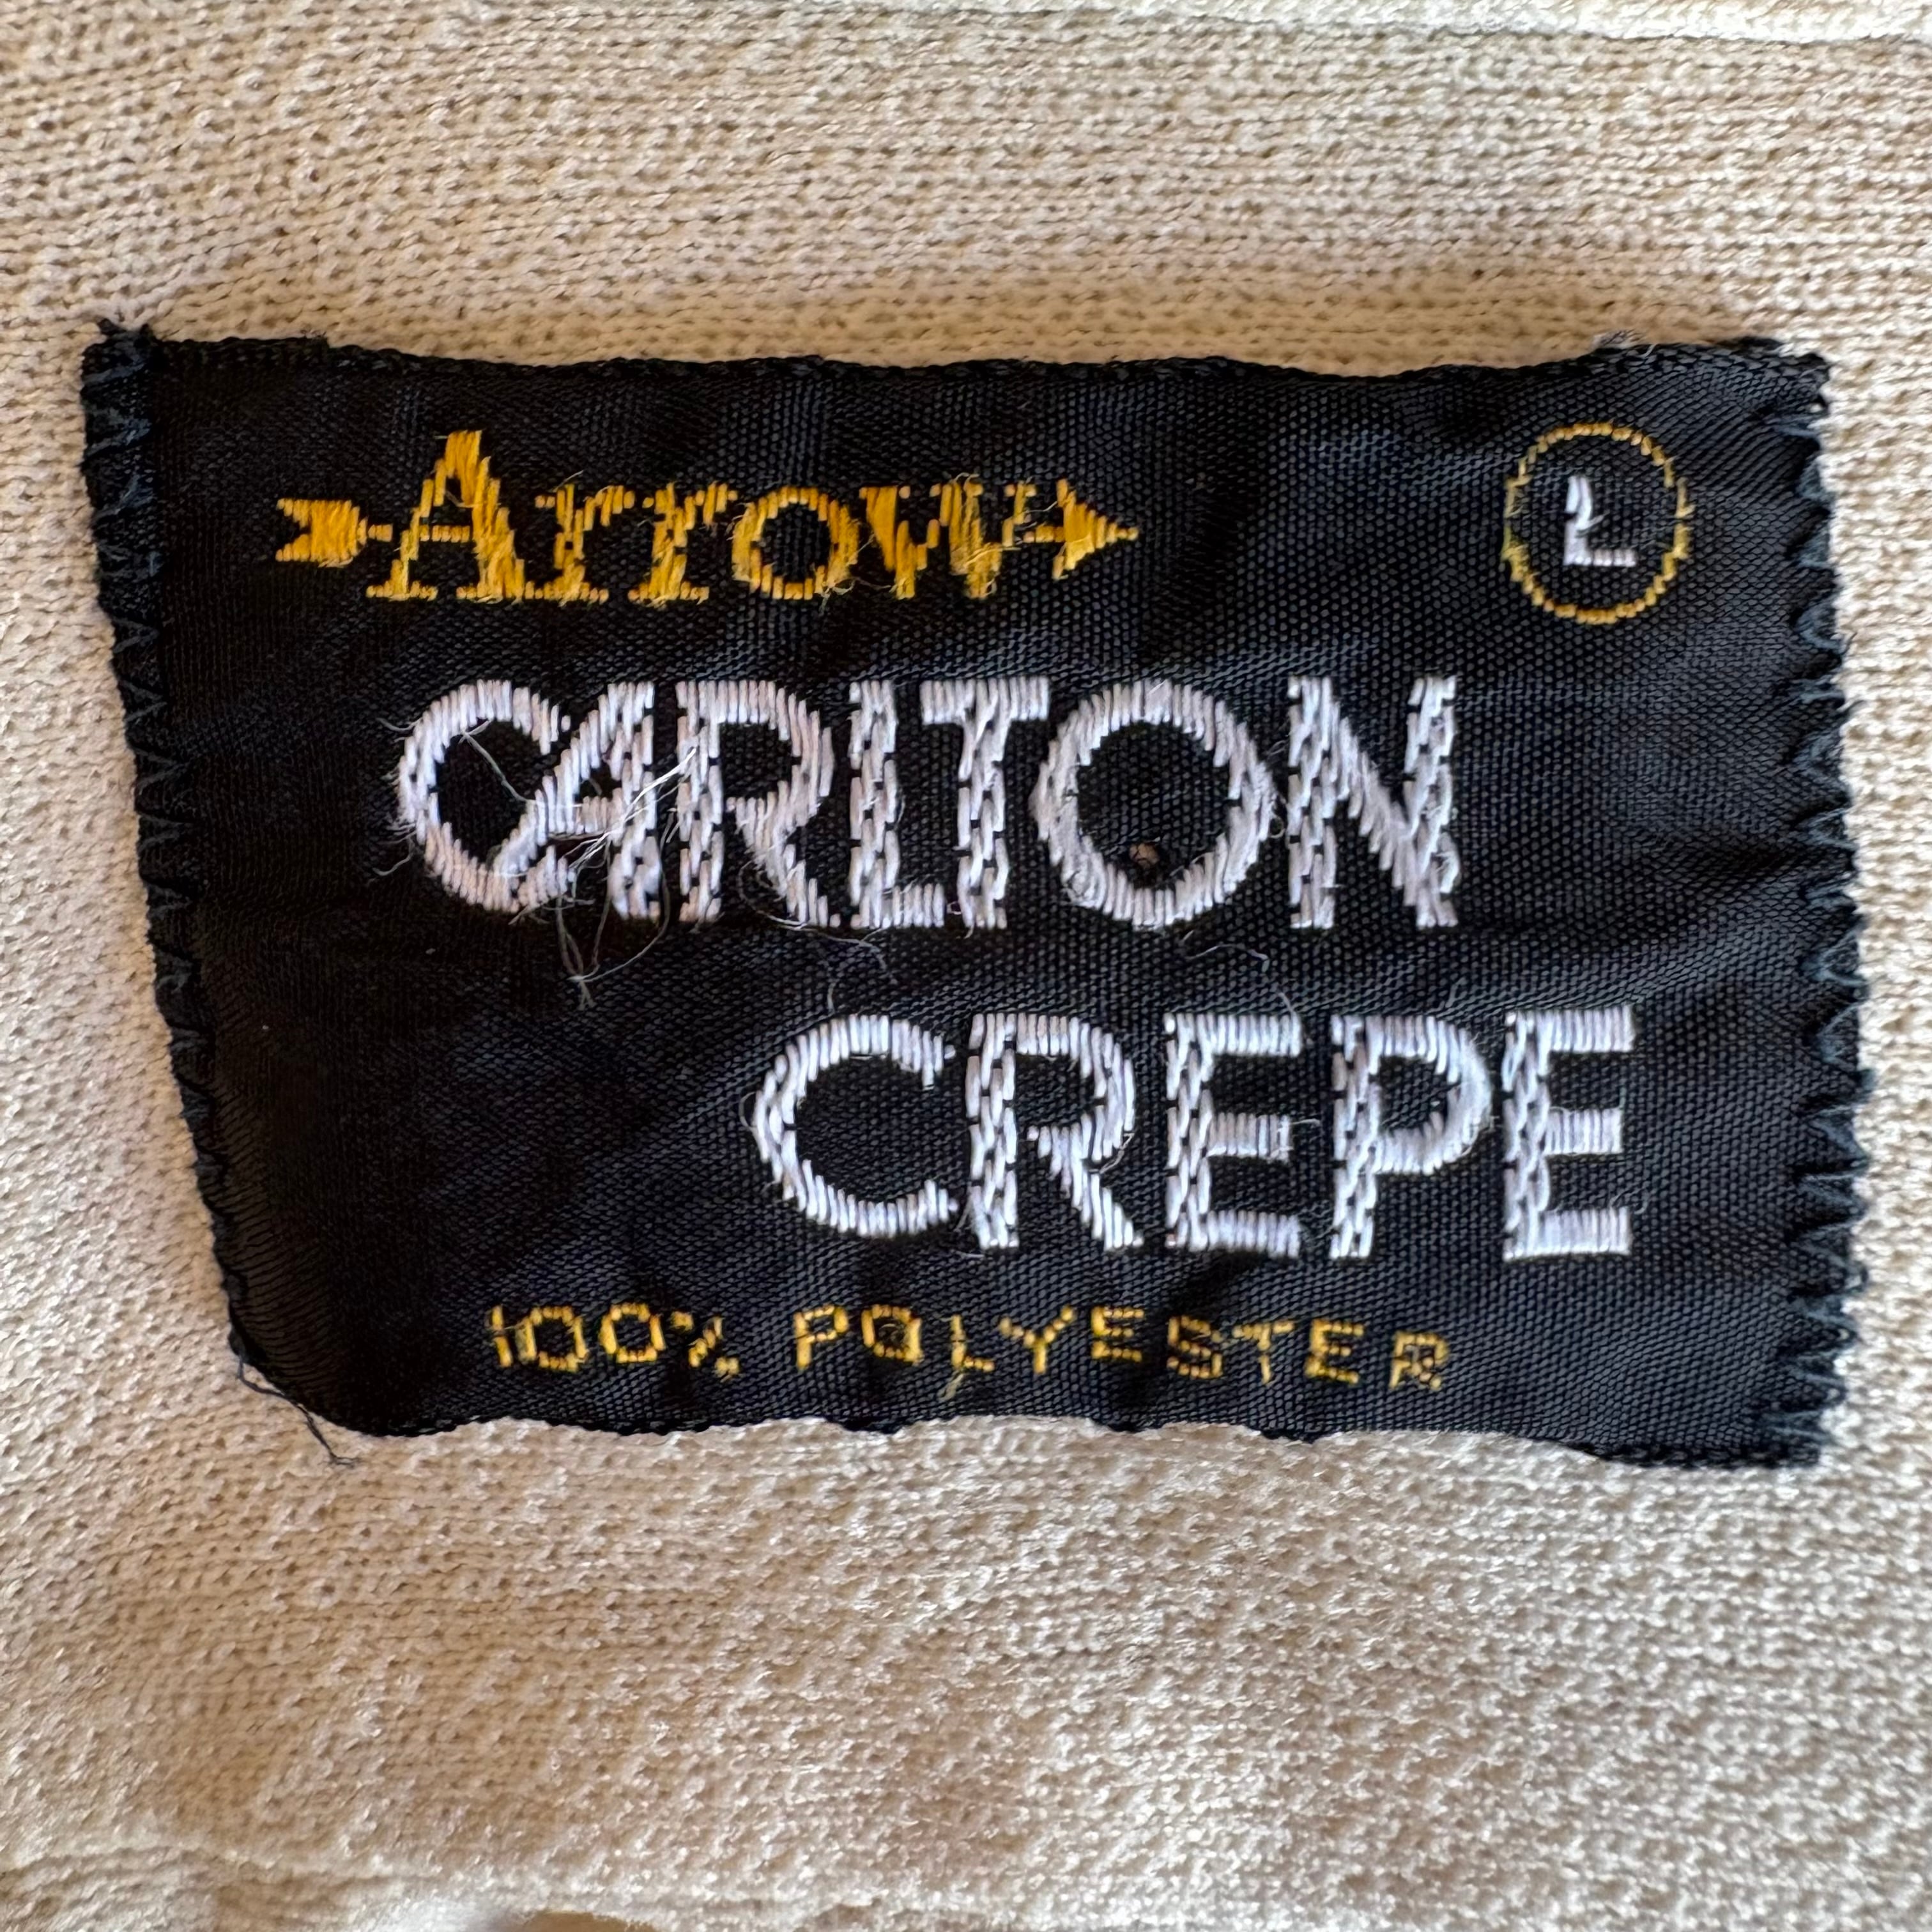 Arrow L
CARLTON
CREPE
100% POLYESTER